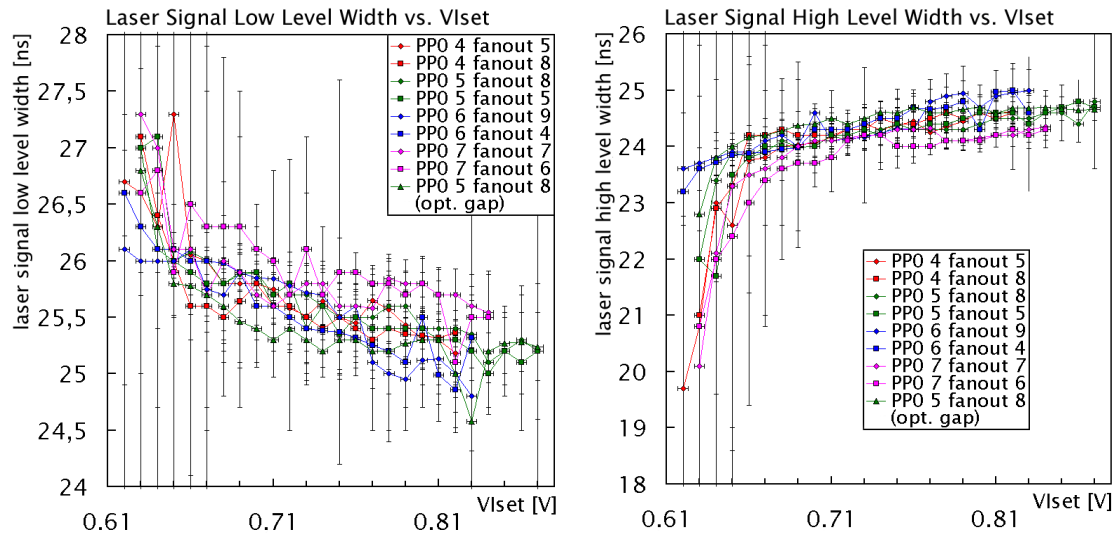 Laser Signal Low Level Width vs. VIset
laser signal low level width [ns]
28
27,5
27
26,5
26
25,5
25
24,5
24
PP0 4 fanout 5
PP0 4 fanout 8
PP0 5 fanout 8
PP0 5 fanout 5
PP0 6 fanout 9
PP0 6 fanout 4
PP0 7 fanout 7
PP0 7 fanout 6
PP0 5 fanout 8
(opt. gap)
VIset [V]
0.61
0.71
0.81
Laser Signal High Level Width vs. VIset
laser signal high level width [ns]
26
25
24
23
22
21
20
19
18
PP0 4 fanout 5
PP0 4 fanout 8
PP0 5 fanout 8
PP0 5 fanout 5
PP0 6 fanout 9
PP0 6 fanout 4
PP0 7 fanout 7
PP0 7 fanout 6
PP0 5 fanout 8
(opt. gap)
VIset [V]
0.61
0.71
0.81